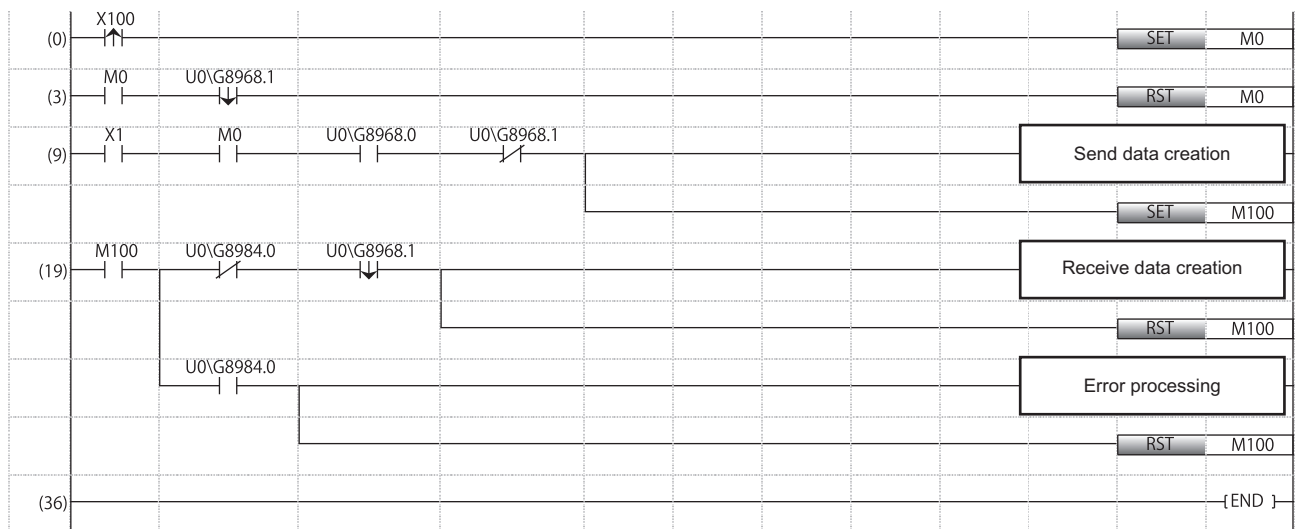 X100
(0) SET M0
M0 U0\G8968.1
(3) RST M0
X1 M0 U0\G8968.0 U0\G8968.1
(9) Send data creation
SET M100
M100 U0\G8984.0 U0\G8968.1
(19) Receive data creation
RST M100
U0\G8984.0
Error processing
RST M100
(36) [END ]